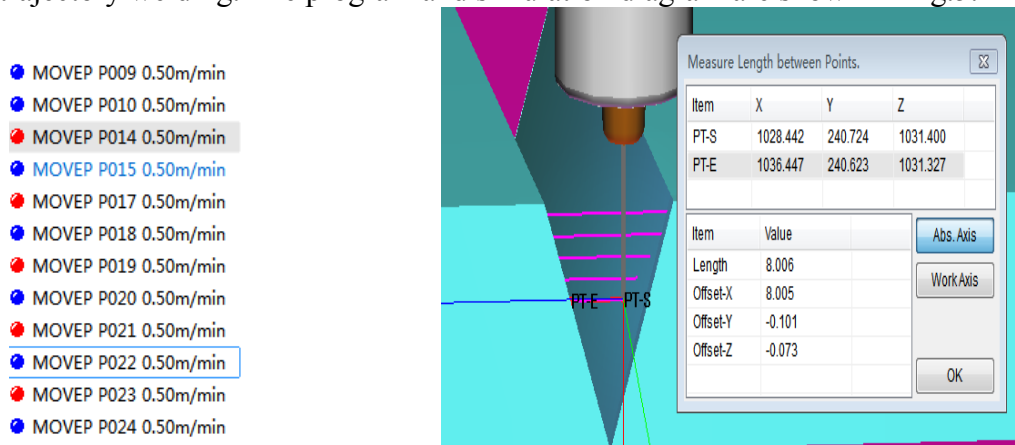 MOVEP P009 0.50m/min
MOVEP P010 0.50m/min
MOVEP P014 0.50m/min
MOVEP P015 0.50m/min
MOVEP P017 0.50m/min
MOVEP P018 0.50m/min
MOVEP P019 0.50m/min
MOVEP P020 0.50m/min
MOVEP P021 0.50m/min
MOVEP P022 0.50m/min
MOVEP P023 0.50m/min
MOVEP P024 0.50m/min
PT-E PT-S
Measure Length between Points.
Item X Y Z
PT-S 1028.442 240.724 1031.400
PT-E 1036.447 240.623 1031.327
Item Value
Length 8.006
Offset-X 8.005
Offset-Y -0.101
Offset-Z -0.073
Abs. Axis
Work Axis
OK